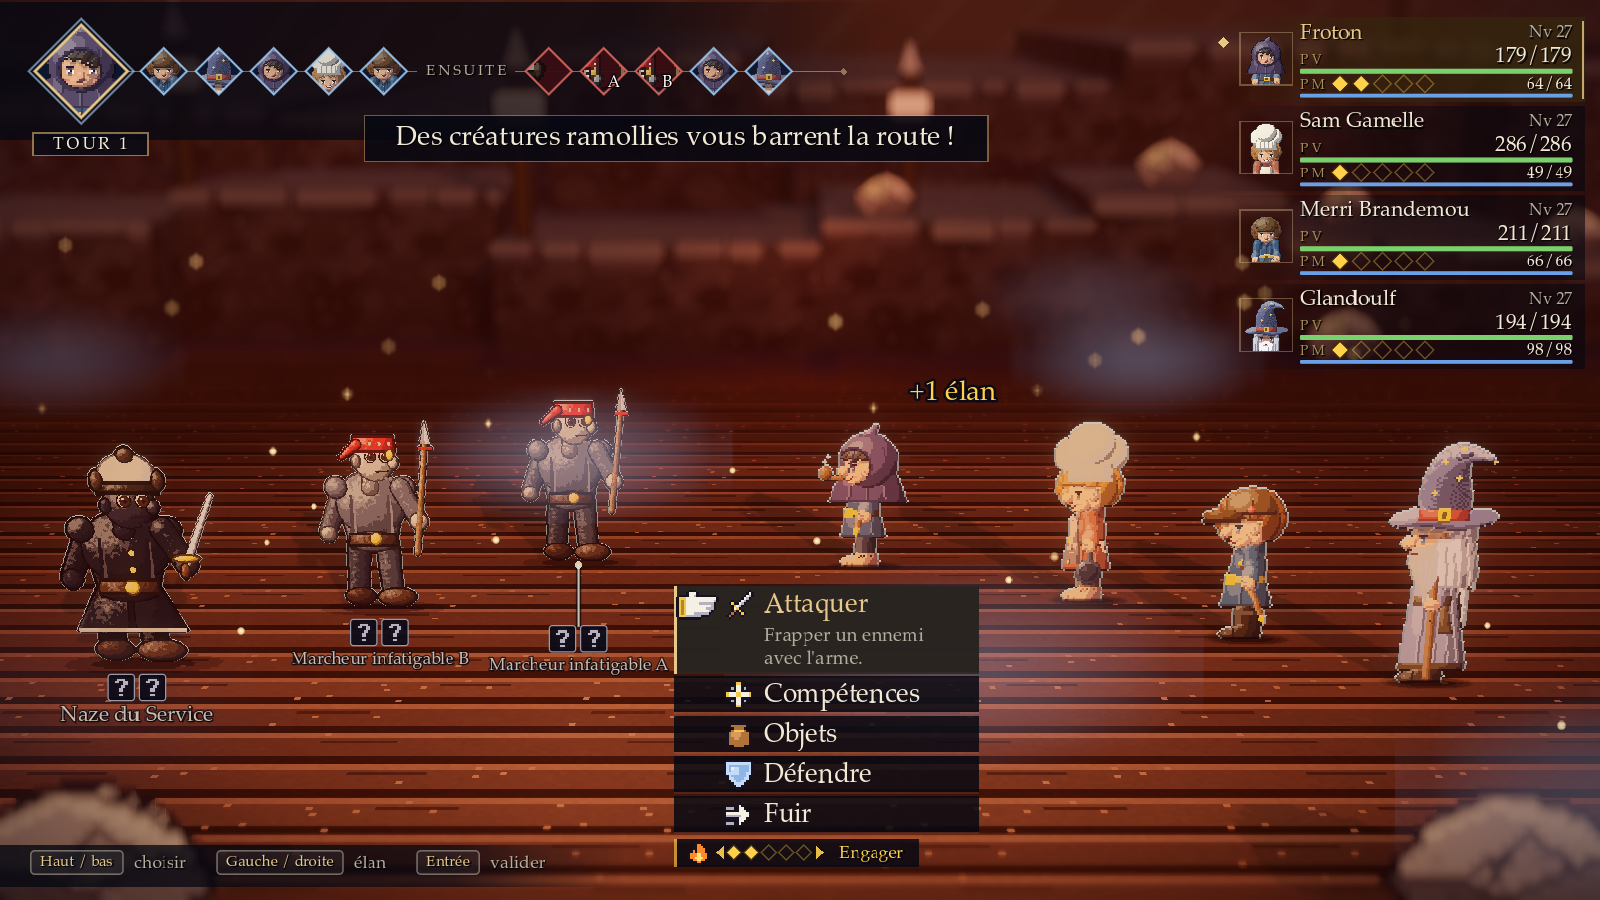 ENSUITE
A
B
TOUR 1
Des créatures ramollies vous barrent la route !
Froton
Nv 27
PV
179/179
PM
64/64
Sam Gamelle
Nv 27
PV
286/286
PM
49/49
Merri Brandemou
Nv 27
PV
211/211
PM
66/66
Glandoulf
Nv 27
PV
194/194
PM
98/98
+1 élan
? ?
Marcheur infatigable B
? ?
Marcheur infatigable A
? ?
Naze du Service
Attaquer
Frapper un ennemi
avec l'arme.
Compétences
Objets
Défendre
Fuir
Engager
Haut / bas choisir Gauche / droite élan Entrée valider